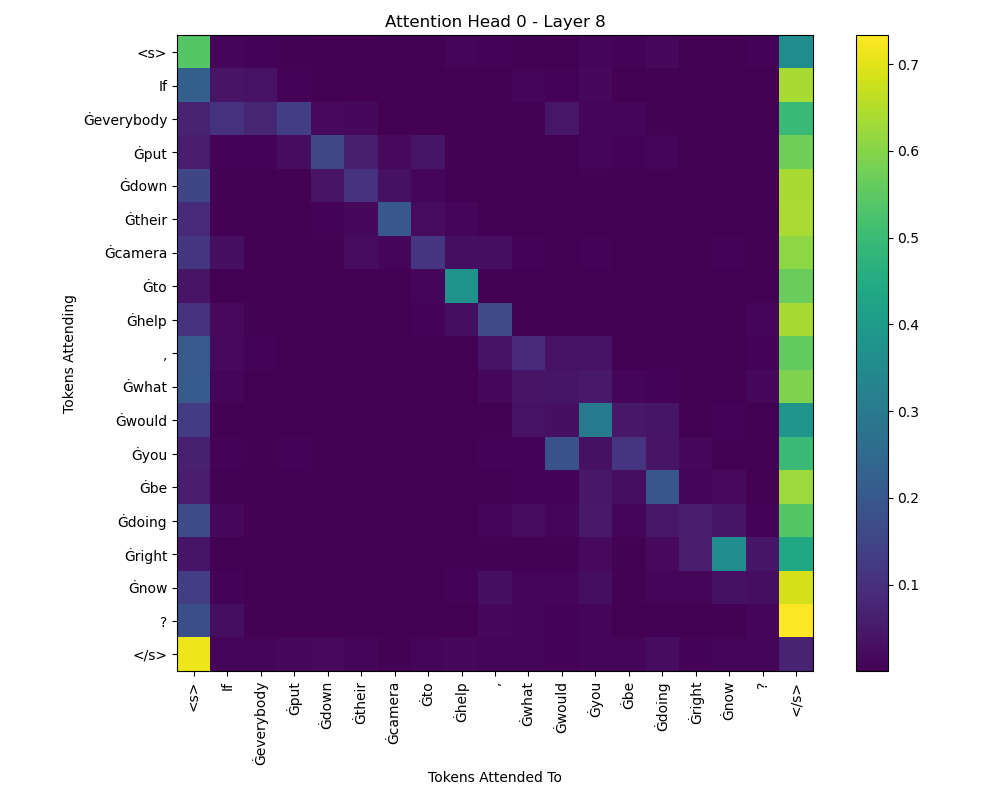 Attention Head 0 - Layer 8
Tokens Attending
<s>
If
Ġeverybody
Ġput
Ġdown
Ġtheir
Ġcamera
Ġto
Ġhelp
,
Ġwhat
Ġwould
Ġyou
Ġbe
Ġdoing
Ġright
Ġnow
?
</s>
<s>
If
Ġeverybody
Ġput
Ġdown
Ġtheir
Ġcamera
Ġto
Ġhelp
,
Ġwhat
Ġwould
Ġyou
Ġbe
Ġdoing
Ġright
Ġnow
?
</s>
Tokens Attended To
0.7
0.6
0.5
0.4
0.3
0.2
0.1